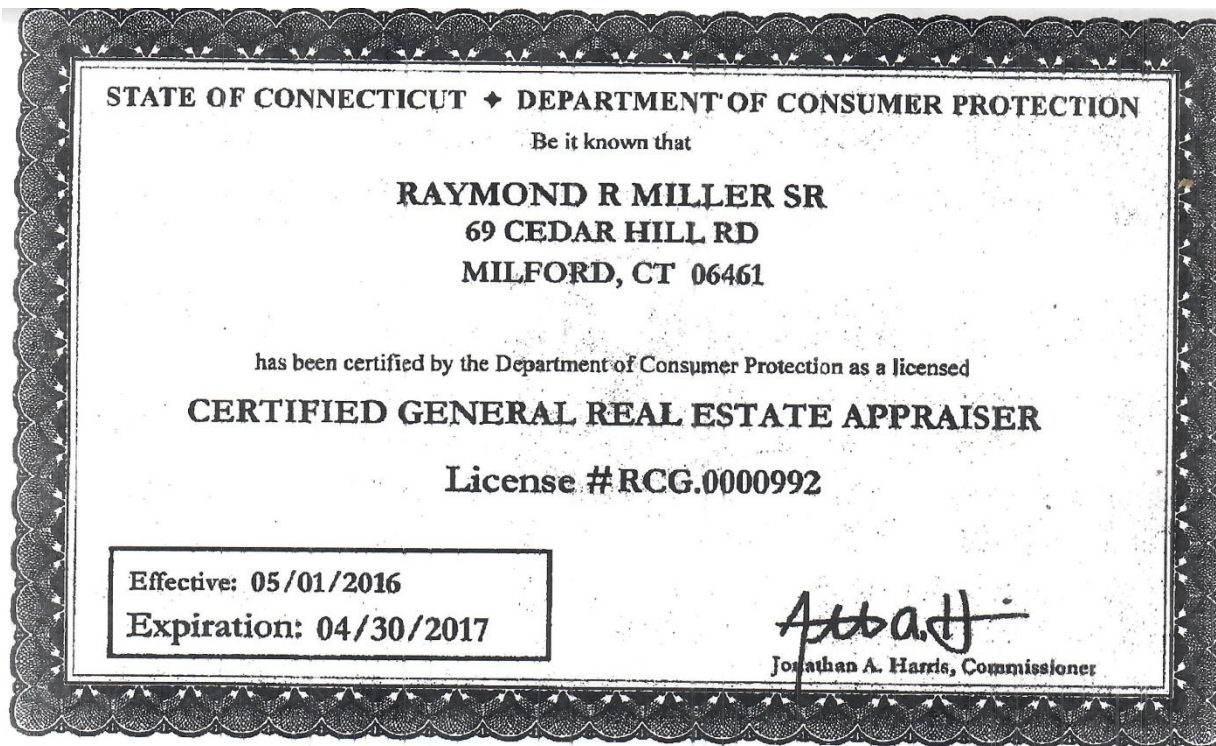 STATE OF CONNECTICUT ✦ DEPARTMENT OF CONSUMER PROTECTION
Be it known that
RAYMOND R MILLER SR
69 CEDAR HILL RD
MILFORD, CT 06461
has been certified by the Department of Consumer Protection as a licensed
CERTIFIED GENERAL REAL ESTATE APPRAISER
License #RCG.0000992
Effective: 05/01/2016
Expiration: 04/30/2017
Jonathan A. Harris, Commissioner